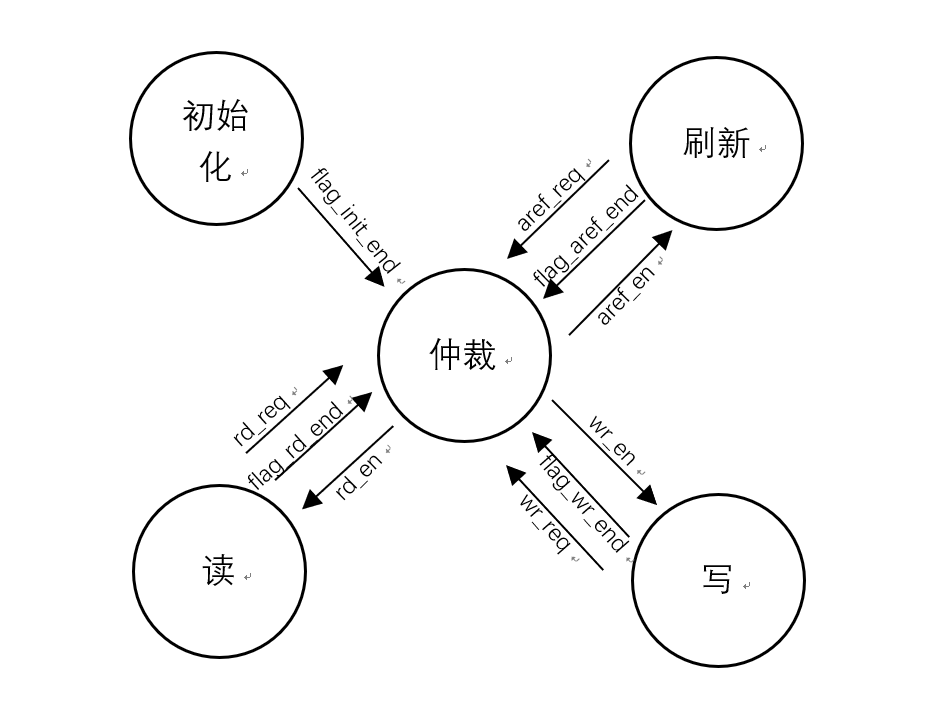 初始
化
刷新
flag_init_end
aref_req
flag_aref_end
aref_en
仲裁
rd_req
flag_rd_end
rd_en
wr_en
flag_wr_end
wr_req
读
写